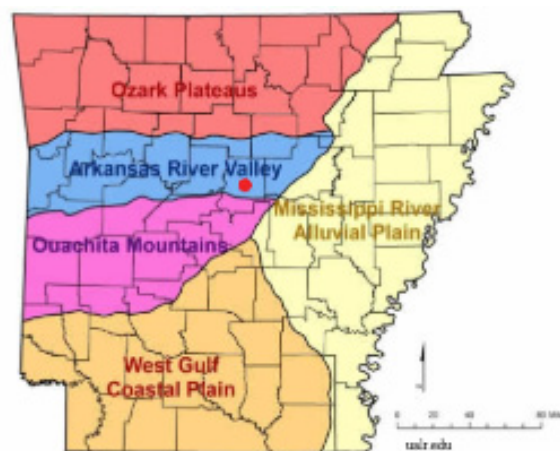 Ozark Plateaus
Arkansas River Valley
Mississippi River
Alluvial Plain
Ouachita Mountains
West Gulf
Coastal Plain
0 20 40
ualr.edu